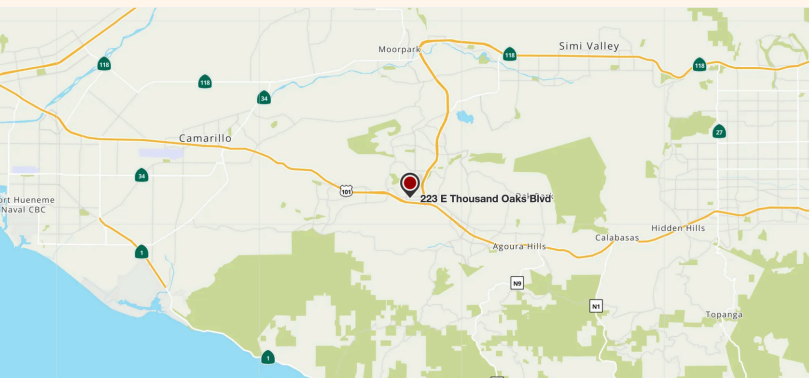 Moorpark
118
Simi Valley
118
118
118
34
27
Camarillo
34
101
223 E Thousand Oaks Blvd
Hueneme
Naval CBC
Hidden Hills
Calabasas
Agoura Hills
1
N9
N1
Topanga
1